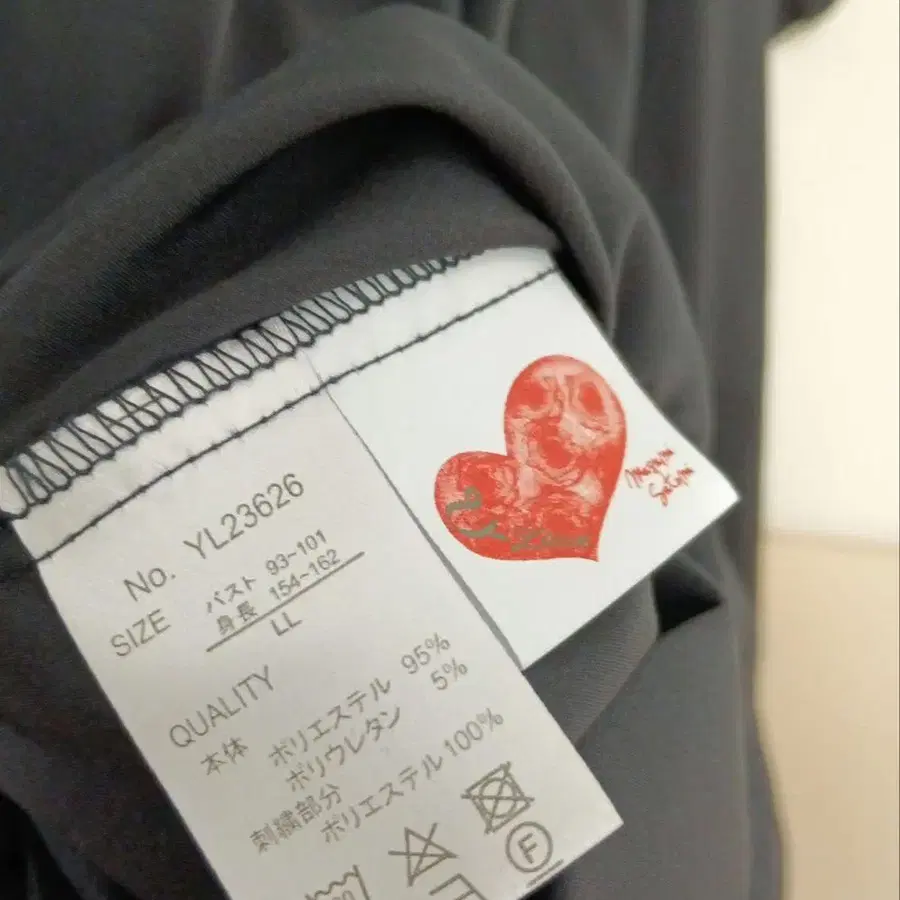 No. YL23626
SIZE
バスト 93-101
身長 154-162
LL
QUALITY
本体 ポリエステル 95%
ポリウレタン 5%
刺繍部分
ポリエステル 100%
F